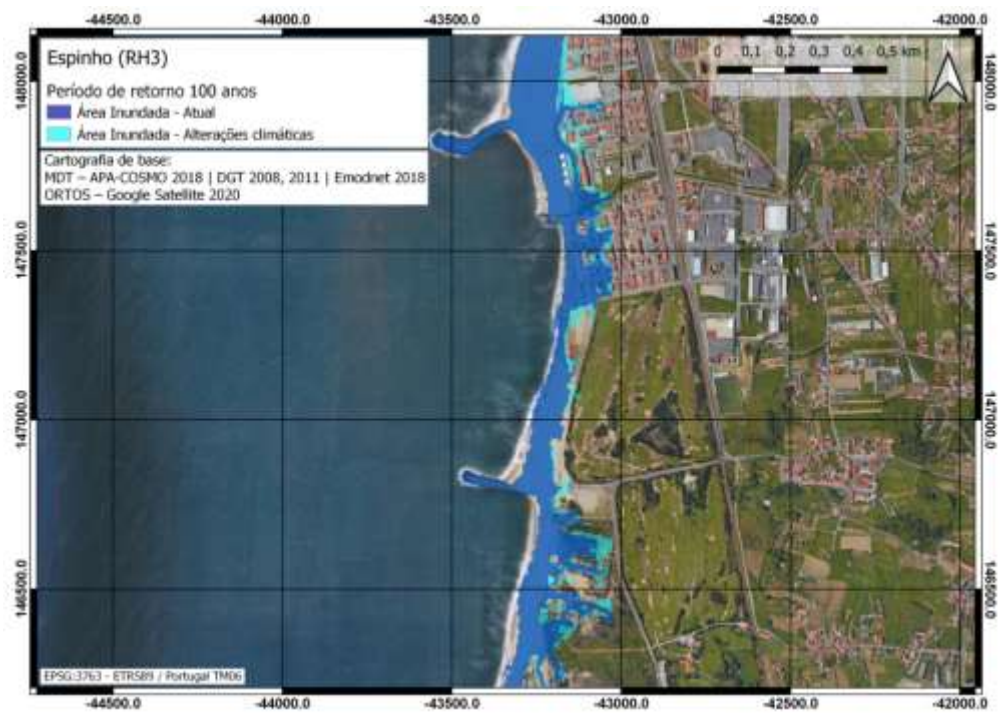 -44500.0 -44000.0 -43500.0 -43000.0 -42500.0 -42000.0
Espinho (RH3)
Período de retorno 100 anos
Área Inundada - Atual
Área Inundada - Alterações climáticas
Cartografia de base:
MDT – APA-COSMO 2018 | DGT 2008, 2011 | Emodnet 2018
ORTOS – Google Satellite 2020
0 0,1 0,2 0,3 0,4 0,5 km
148000.0 148000.0
147500.0 147500.0
147000.0 147000.0
146500.0 146500.0
EPSG:3763 - ETRS89 / Portugal TM06
-44500.0 -44000.0 -43500.0 -43000.0 -42500.0 -42000.0